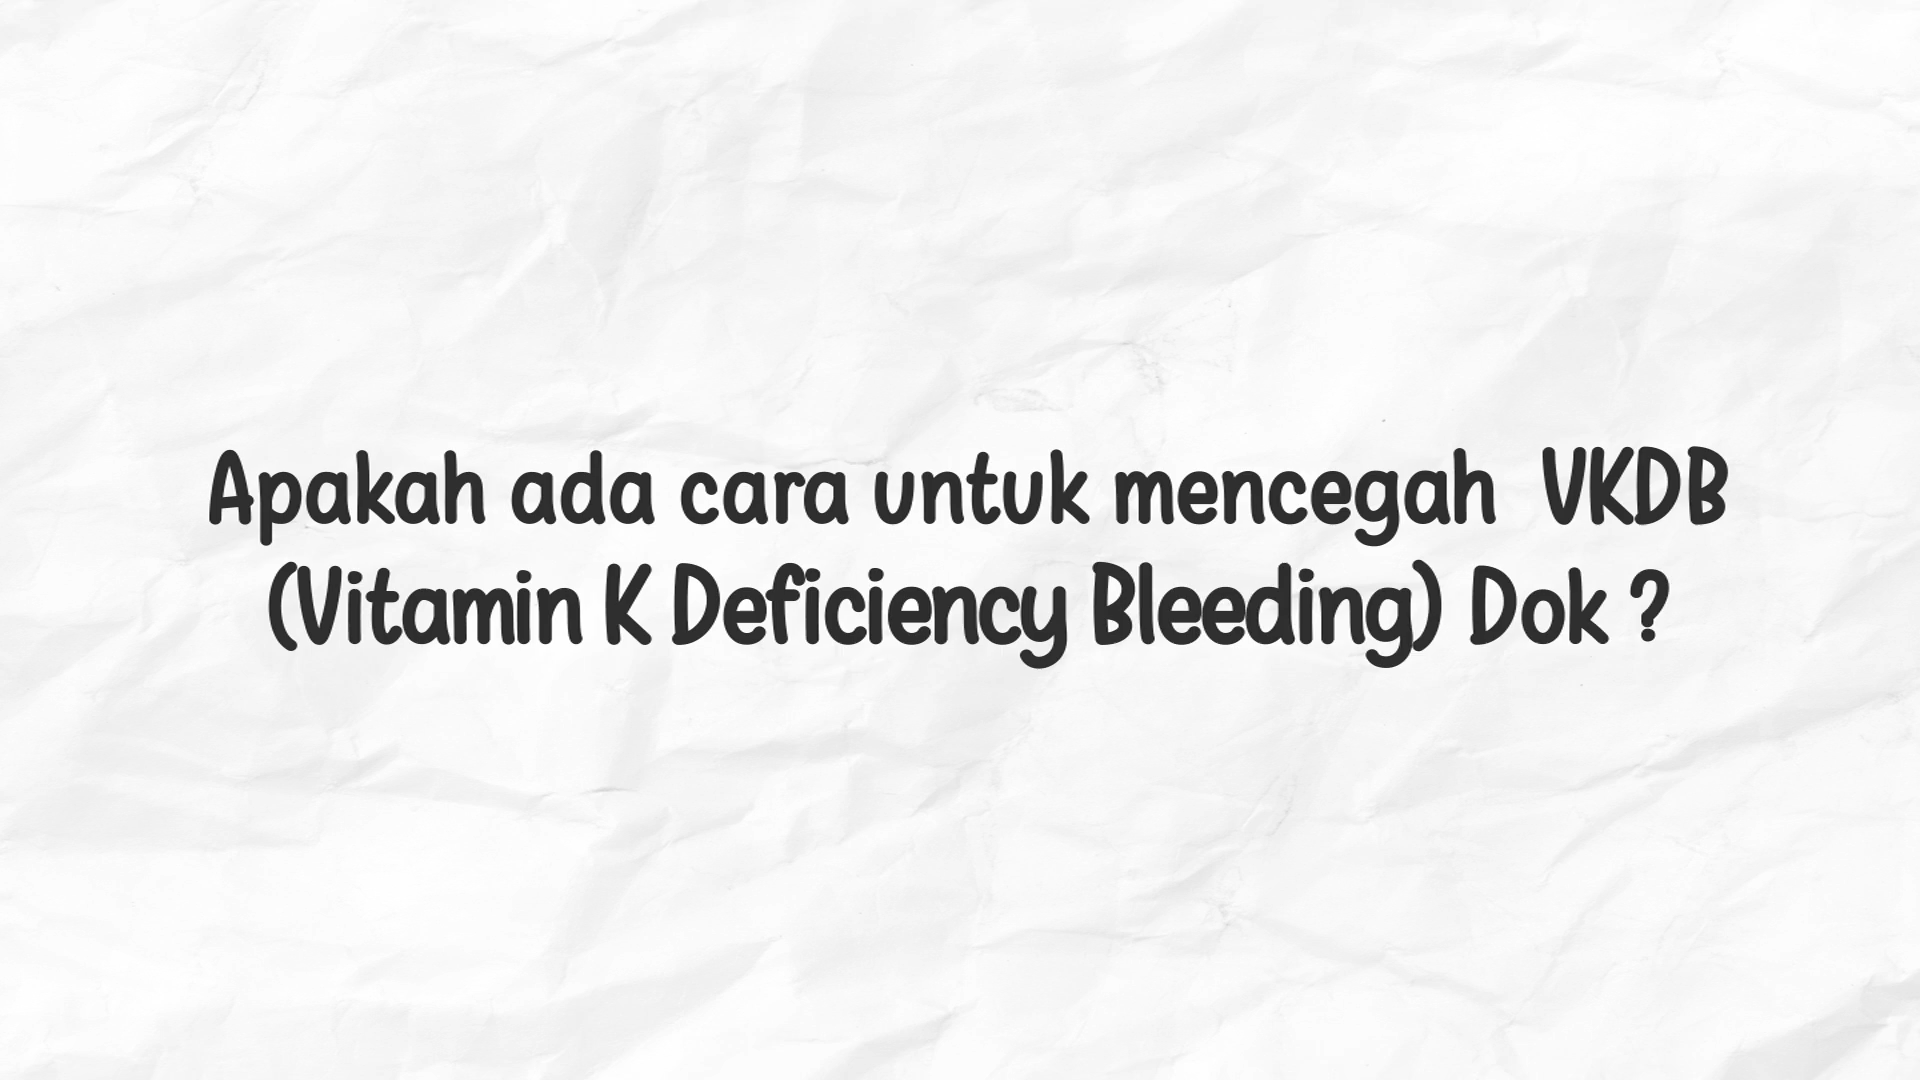 Apakah ada cara untuk mencegah VKDB
(Vitamin K Deficiency Bleeding) Dok ?